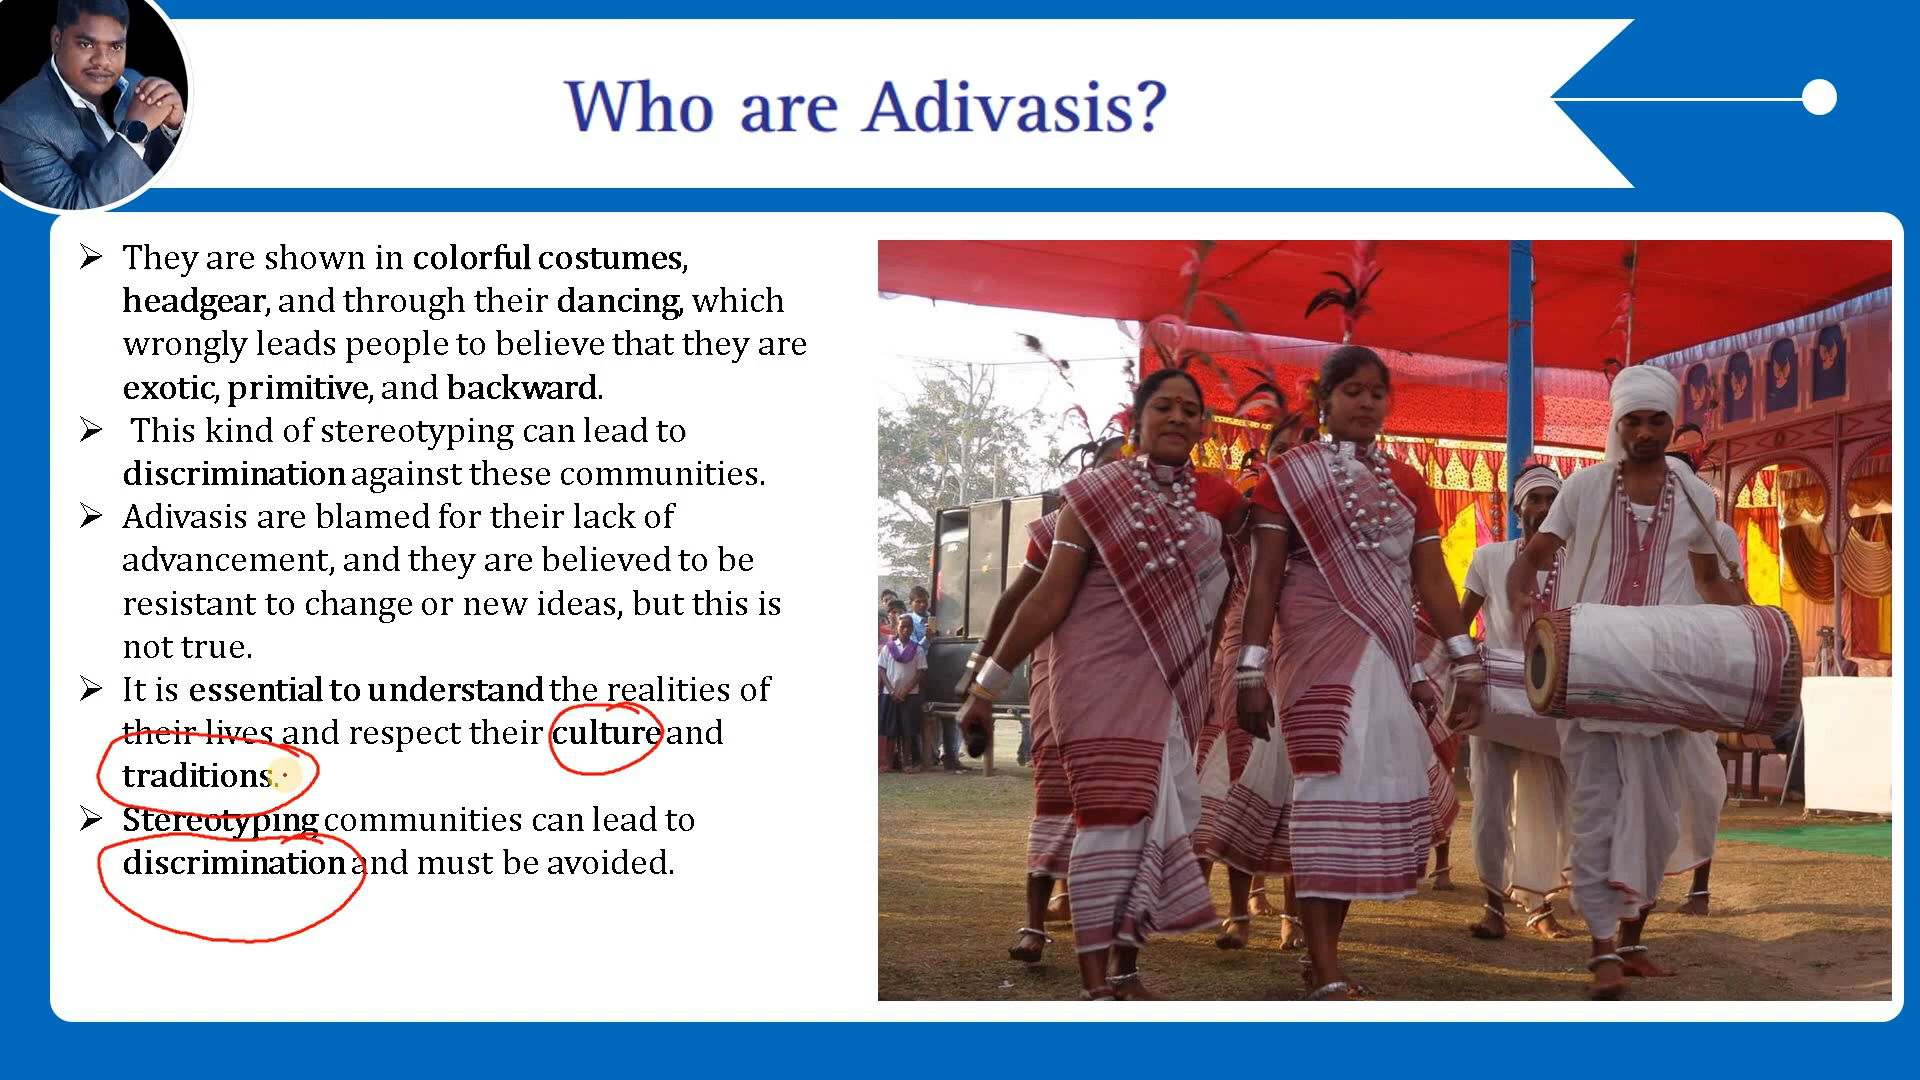 Who are Adivasis?
They are shown in colorful costumes,
headgear, and through their dancing, which
wrongly leads people to believe that they are
exotic, primitive, and backward.
This kind of stereotyping can lead to
discrimination against these communities.
Adivasis are blamed for their lack of
advancement, and they are believed to be
resistant to change or new ideas, but this is
not true.
It is essential to understand the realities of
their lives and respect their culture and
traditions.
Stereotyping communities can lead to
discrimination and must be avoided.